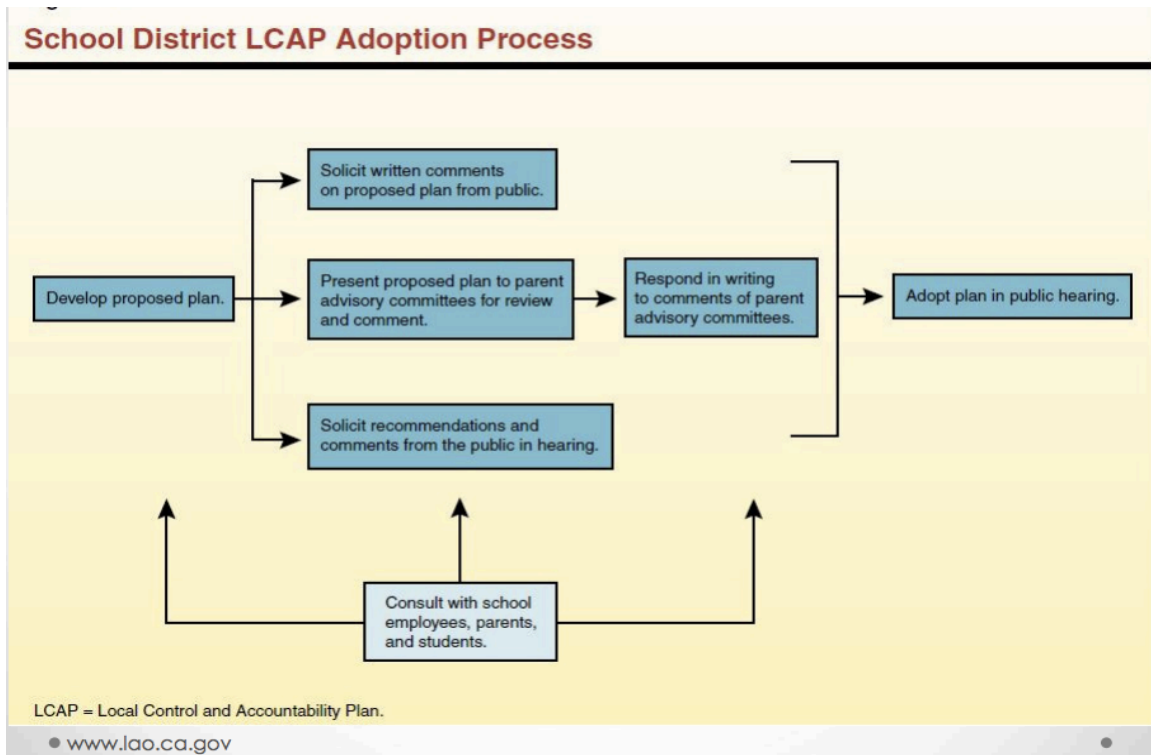 School District LCAP Adoption Process
Solicit written comments
on proposed plan from public.
Develop proposed plan.
Present proposed plan to parent
advisory committees for review
and comment.
Respond in writing
to comments of parent
advisory committees.
Adopt plan in public hearing.
Solicit recommendations and
comments from the public in hearing.
Consult with school
employees, parents,
and students.
LCAP = Local Control and Accountability Plan.
www.lao.ca.gov